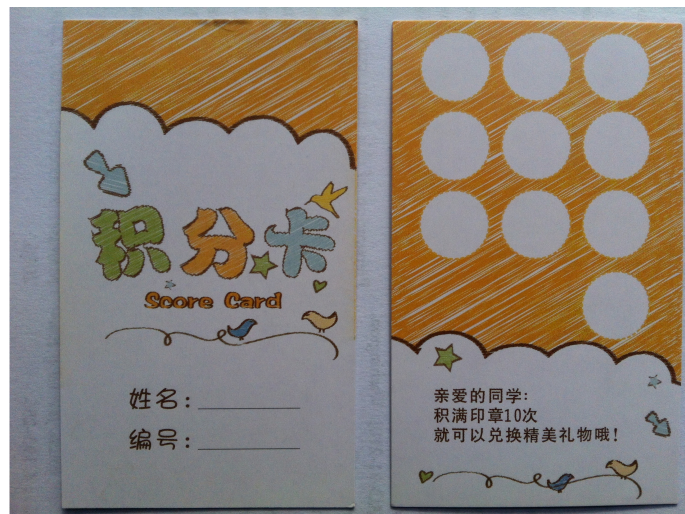 积分卡
Score Card
姓名:
编号:
亲爱的同学:
积满印章10次
就可以兑换精美礼物哦!